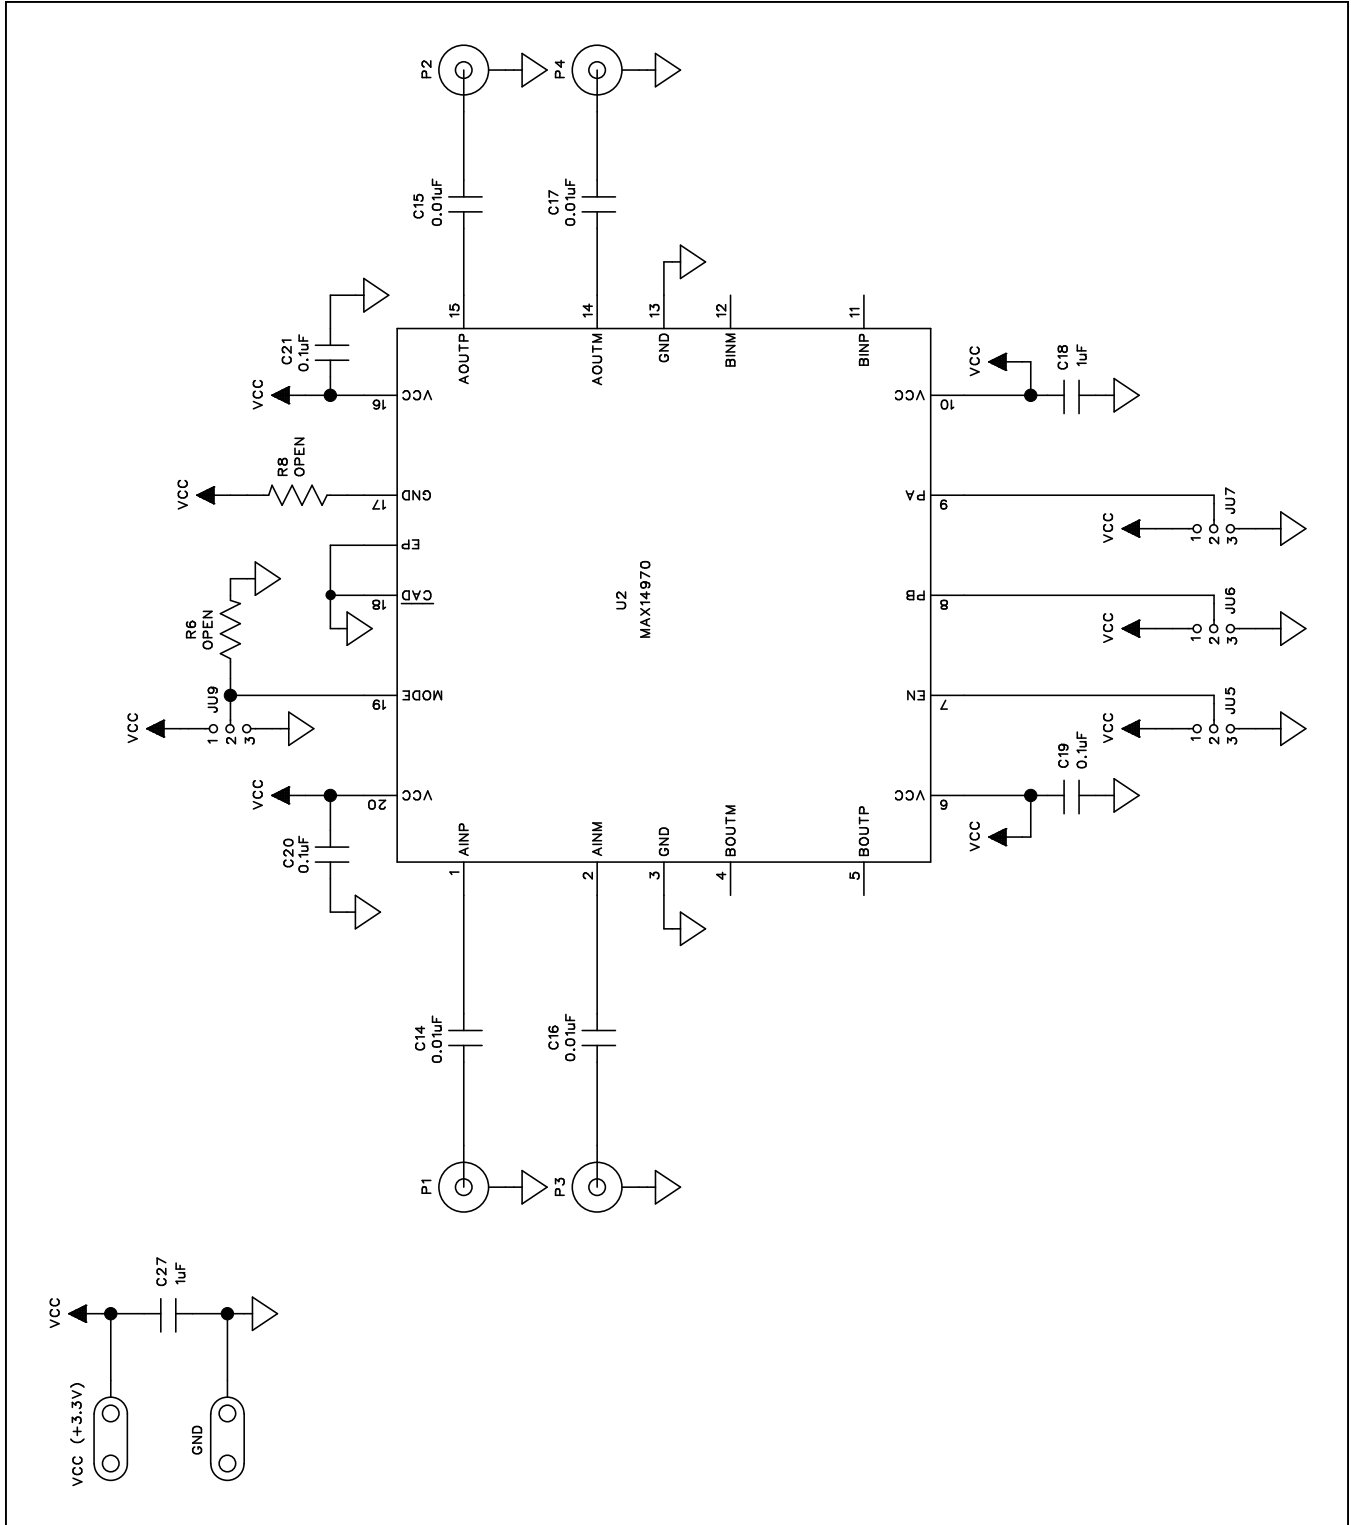 P2
P4
C15
0.01uF
C17
0.01uF
C21
0.1uF
15
14
13
12
11
AOUTP
AOUTM
GND
BINM
BINP
VCC
16
VCC
VCC
10
VCC
C18
1uF
R8
OPEN
VCC
17
GND
PA
9
VCC
1
2
3
JU7
EP
18
CAD
U2
MAX14970
PB
8
VCC
1
2
3
JU6
R6
OPEN
JU9
VCC
1
2
3
19
MODE
EN
7
VCC
1
2
3
JU5
VCC
20
VCC
C20
0.1uF
VCC
6
VCC
C19
0.1uF
AINP
AINM
GND
BOUTM
BOUTP
1
2
3
4
5
C14
0.01uF
C16
0.01uF
P1
P3
VCC
C27
1uF
VCC (+3.3V)
GND